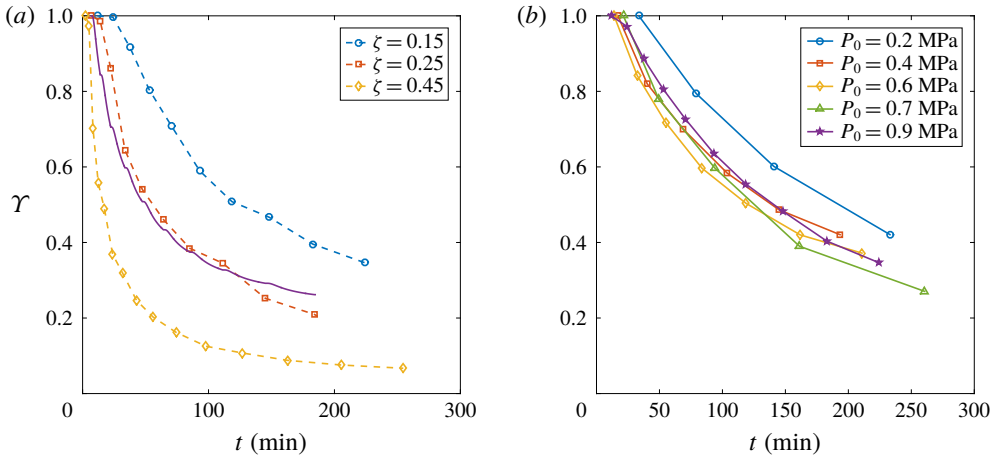 (a)
1.0
0.8
0.6
0.4
0.2
0
100
200
300
ϒ
t (min)
ζ = 0.15
ζ = 0.25
ζ = 0.45
(b)
1.0
0.8
0.6
0.4
0.2
0
50
100
150
200
250
300
t (min)
P₀ = 0.2 MPa
P₀ = 0.4 MPa
P₀ = 0.6 MPa
P₀ = 0.7 MPa
P₀ = 0.9 MPa